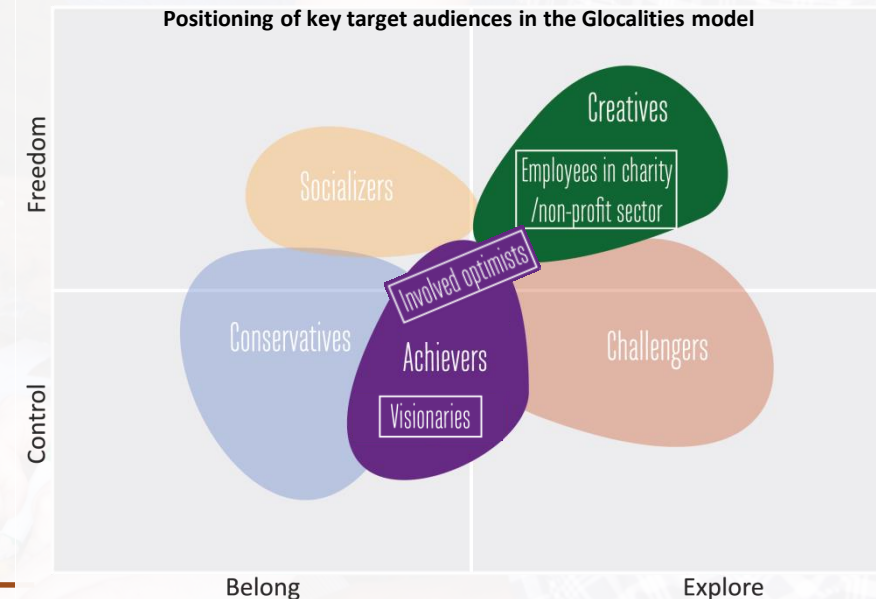 Positioning of key target audiences in the Glocalities model
Freedom
Control
Creatives
Employees in charity
/non-profit sector
Socializers
Involved optimists
Conservatives
Achievers
Challengers
Visionaries
Belong
Explore